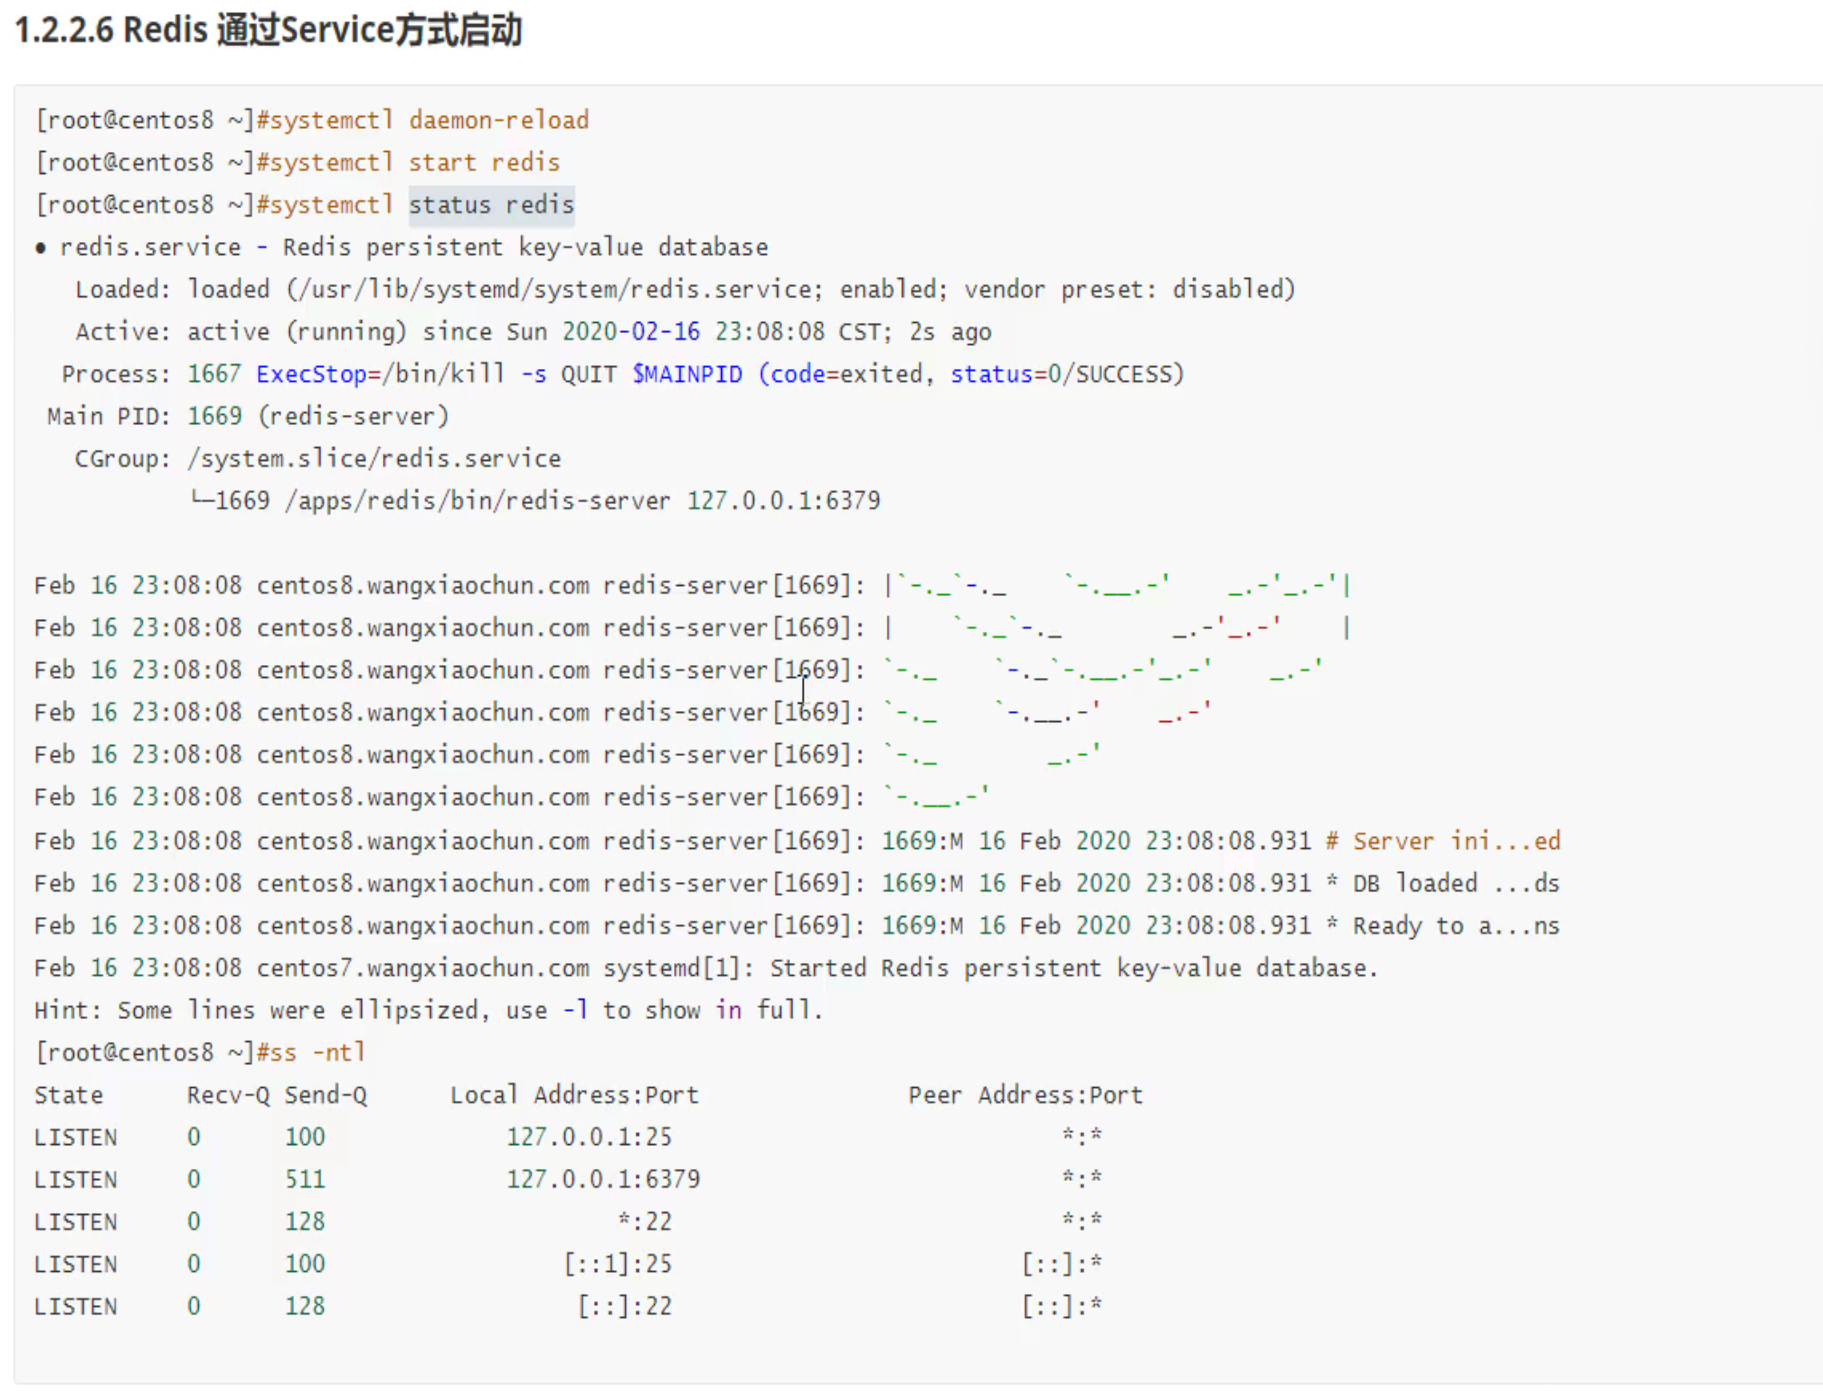 1.2.2.6 Redis 通过Service方式启动
[root@centos8 ~]#systemctl daemon-reload
[root@centos8 ~]#systemctl start redis
[root@centos8 ~]#systemctl status redis
● redis.service - Redis persistent key-value database
   Loaded: loaded (/usr/lib/systemd/system/redis.service; enabled; vendor preset: disabled)
   Active: active (running) since Sun 2020-02-16 23:08:08 CST; 2s ago
  Process: 1667 ExecStop=/bin/kill -s QUIT $MAINPID (code=exited, status=0/SUCCESS)
 Main PID: 1669 (redis-server)
   CGroup: /system.slice/redis.service
           └─1669 /apps/redis/bin/redis-server 127.0.0.1:6379
Feb 16 23:08:08 centos8.wangxiaochun.com redis-server[1669]: |`-._`-._    `-.__.-'    _.-'_.-'|
Feb 16 23:08:08 centos8.wangxiaochun.com redis-server[1669]: |    `-._`-._        _.-'_.-'    |
Feb 16 23:08:08 centos8.wangxiaochun.com redis-server[1669]: `-._    `-._`-.__.-'_.-'    _.-'
Feb 16 23:08:08 centos8.wangxiaochun.com redis-server[1669]: `-._    `-.__.-'    _.-'
Feb 16 23:08:08 centos8.wangxiaochun.com redis-server[1669]: `-._        _.-'
Feb 16 23:08:08 centos8.wangxiaochun.com redis-server[1669]: `-.__.-'
Feb 16 23:08:08 centos8.wangxiaochun.com redis-server[1669]: 1669:M 16 Feb 2020 23:08:08.931 # Server ini...ed
Feb 16 23:08:08 centos8.wangxiaochun.com redis-server[1669]: 1669:M 16 Feb 2020 23:08:08.931 * DB loaded ...ds
Feb 16 23:08:08 centos8.wangxiaochun.com redis-server[1669]: 1669:M 16 Feb 2020 23:08:08.931 * Ready to a...ns
Feb 16 23:08:08 centos7.wangxiaochun.com systemd[1]: Started Redis persistent key-value database.
Hint: Some lines were ellipsized, use -l to show in full.
[root@centos8 ~]#ss -ntl
State      Recv-Q Send-Q      Local Address:Port               Peer Address:Port
LISTEN     0      100             127.0.0.1:25                            *:*
LISTEN     0      511             127.0.0.1:6379                          *:*
LISTEN     0      128                     *:22                            *:*
LISTEN     0      100                 [::1]:25                         [::]:*
LISTEN     0      128                  [::]:22                         [::]:*